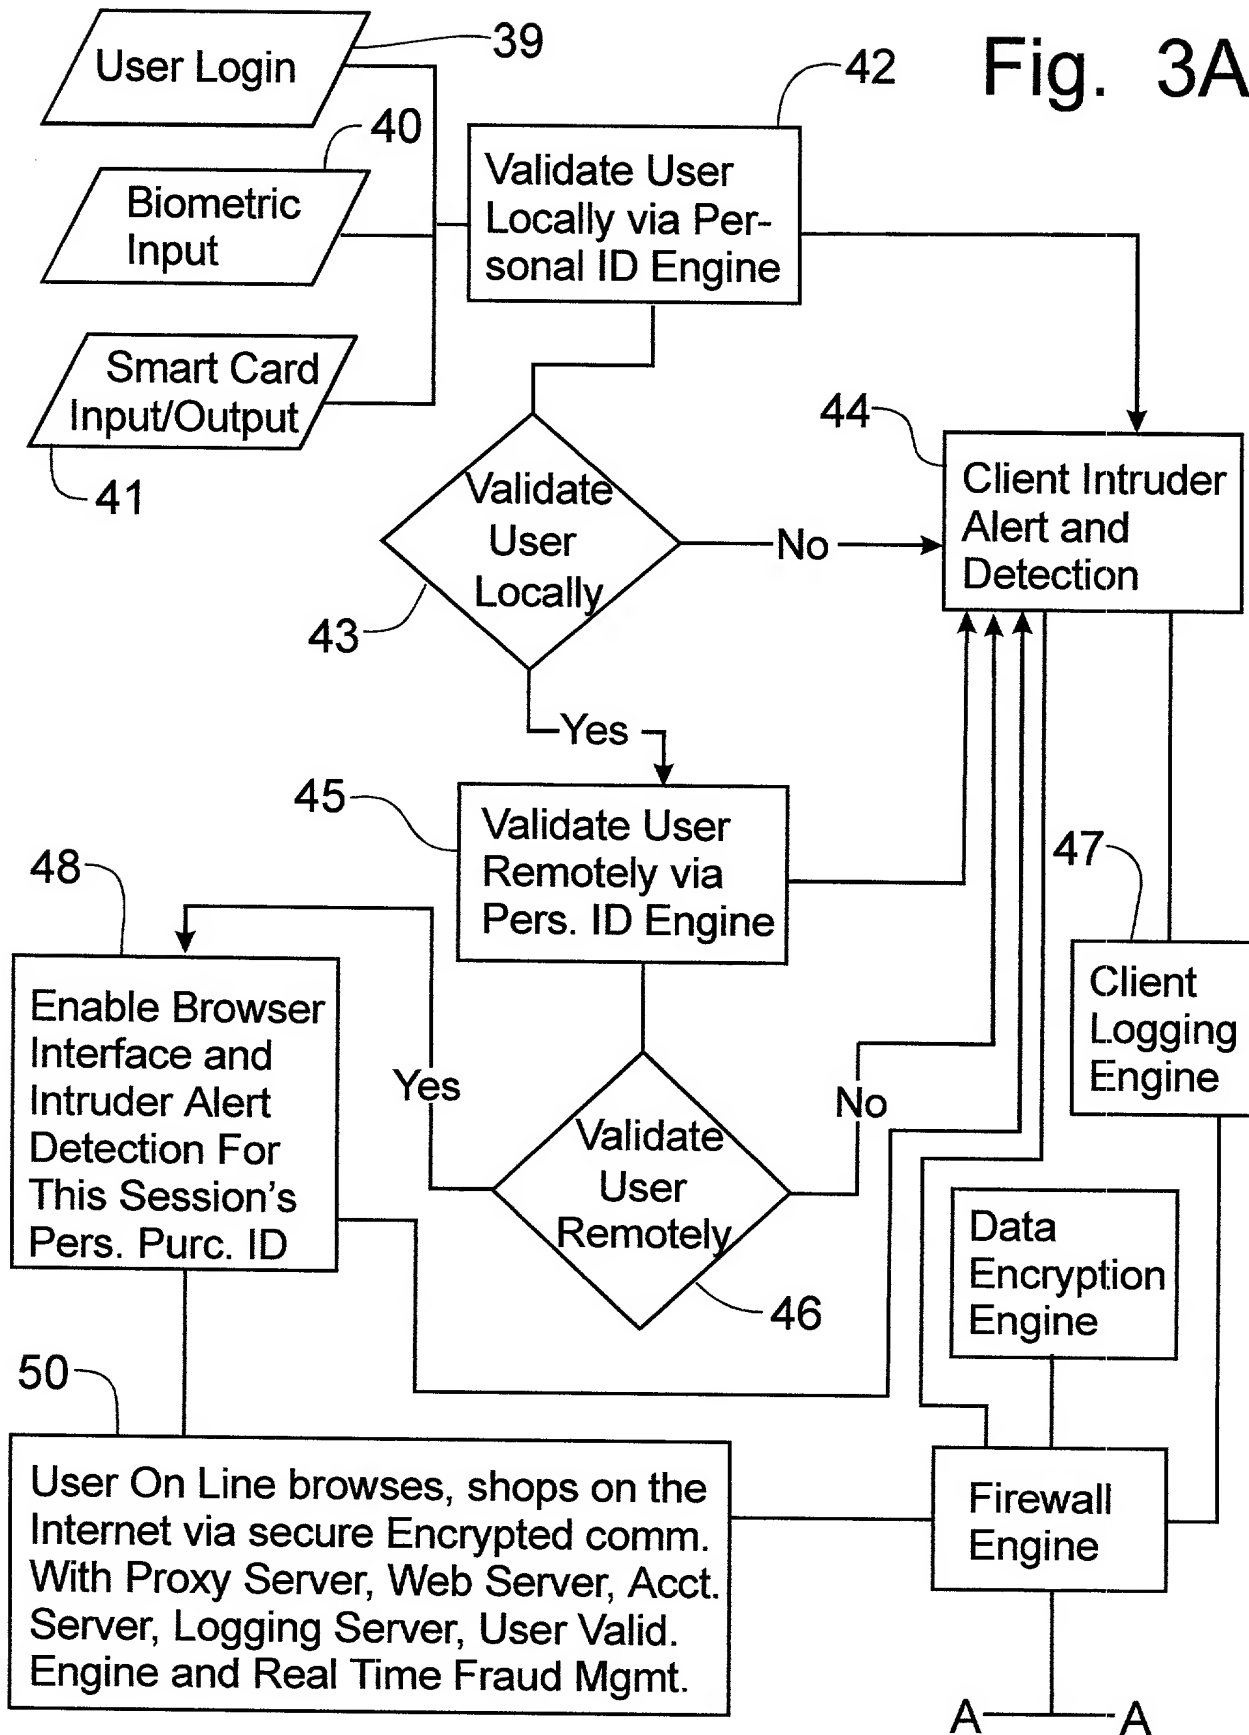 Fig. 3A
39
User Login
42
40
Validate User
Locally via Per-
sonal ID Engine
Biometric
Input
Smart Card
Input/Output
41
44
Validate
User
Locally
No
Client Intruder
Alert and
Detection
43
Yes
45
Validate User
Remotely via
Pers. ID Engine
47
48
Enable Browser
Interface and
Intruder Alert
Detection For
This Session's
Pers. Purc. ID
Client
Logging
Engine
Yes
No
Validate
User
Remotely
46
Data
Encryption
Engine
50
User On Line browses, shops on the
Internet via secure Encrypted comm.
With Proxy Server, Web Server, Acct.
Server, Logging Server, User Valid.
Engine and Real Time Fraud Mgmt.
Firewall
Engine
A A